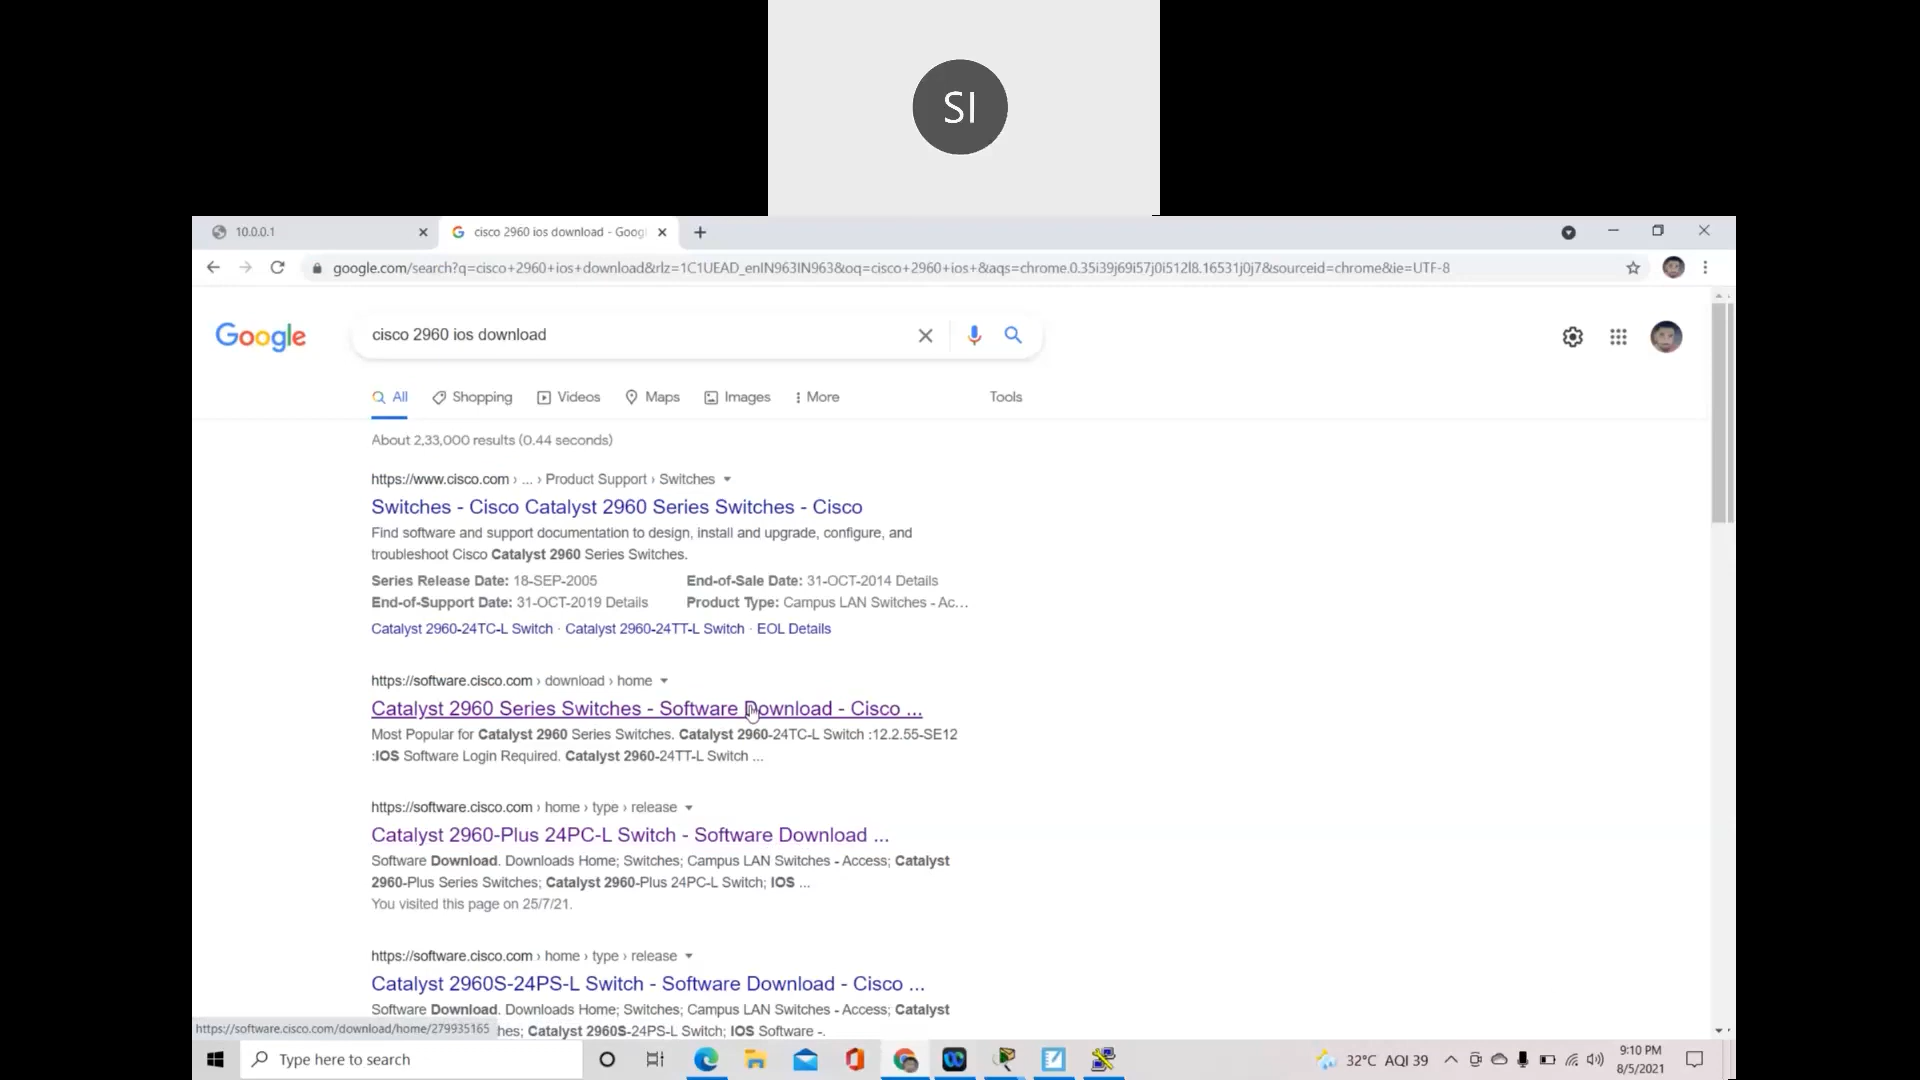 SI
10.0.0.1
cisco 2960 ios download - Goog
google.com/search?q=cisco+2960+ios+download&rlz=1C1UEAD_enIN963IN963&oq=cisco+2960+ios+&aqs=chrome.0.35i39j69i57j0i512l8.16531j0j7&sourceid=chrome&ie=UTF-8
Google
cisco 2960 ios download
All Shopping Videos Maps Images More Tools
About 2,33,000 results (0.44 seconds)
https://www.cisco.com › ... › Product Support › Switches
Switches - Cisco Catalyst 2960 Series Switches - Cisco
Find software and support documentation to design, install and upgrade, configure, and
troubleshoot Cisco Catalyst 2960 Series Switches.
Series Release Date: 18-SEP-2005 End-of-Sale Date: 31-OCT-2014 Details
End-of-Support Date: 31-OCT-2019 Details Product Type: Campus LAN Switches - Ac...
Catalyst 2960-24TC-L Switch · Catalyst 2960-24TT-L Switch · EOL Details
https://software.cisco.com › download › home
Catalyst 2960 Series Switches - Software Download - Cisco ...
Most Popular for Catalyst 2960 Series Switches. Catalyst 2960-24TC-L Switch :12.2.55-SE12
:IOS Software Login Required. Catalyst 2960-24TT-L Switch ...
https://software.cisco.com › home › type › release
Catalyst 2960-Plus 24PC-L Switch - Software Download ...
Software Download. Downloads Home; Switches; Campus LAN Switches - Access; Catalyst
2960-Plus Series Switches; Catalyst 2960-Plus 24PC-L Switch; IOS ...
You visited this page on 25/7/21.
https://software.cisco.com › home › type › release
Catalyst 2960S-24PS-L Switch - Software Download - Cisco ...
Software Download. Downloads Home; Switches; Campus LAN Switches - Access; Catalyst
https://software.cisco.com/download/home/279935165 hes; Catalyst 2960S-24PS-L Switch; IOS Software -.
Type here to search
32°C AQI 39
9:10 PM
8/5/2021